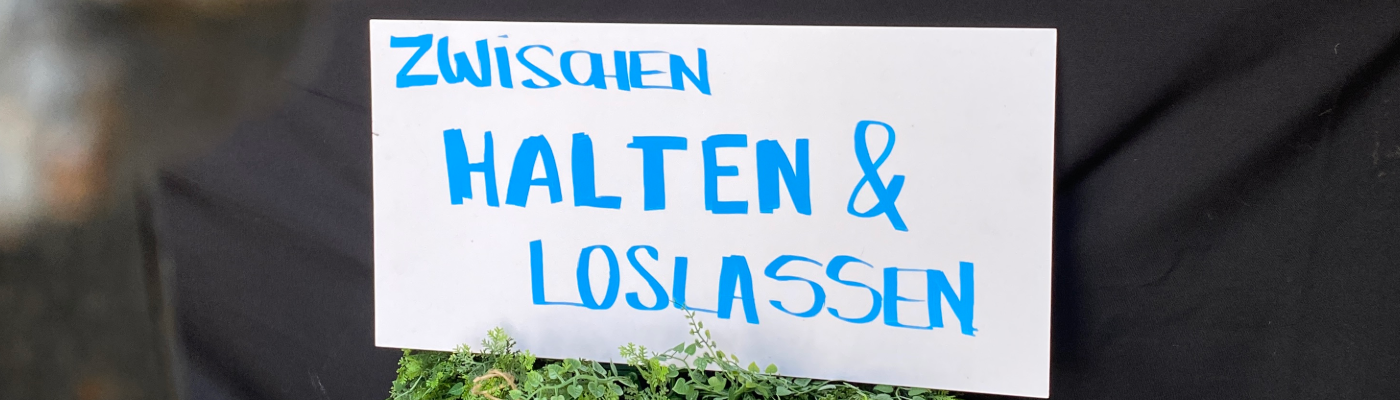 ZWISCHEN
HALTEN &
LOSLASSEN